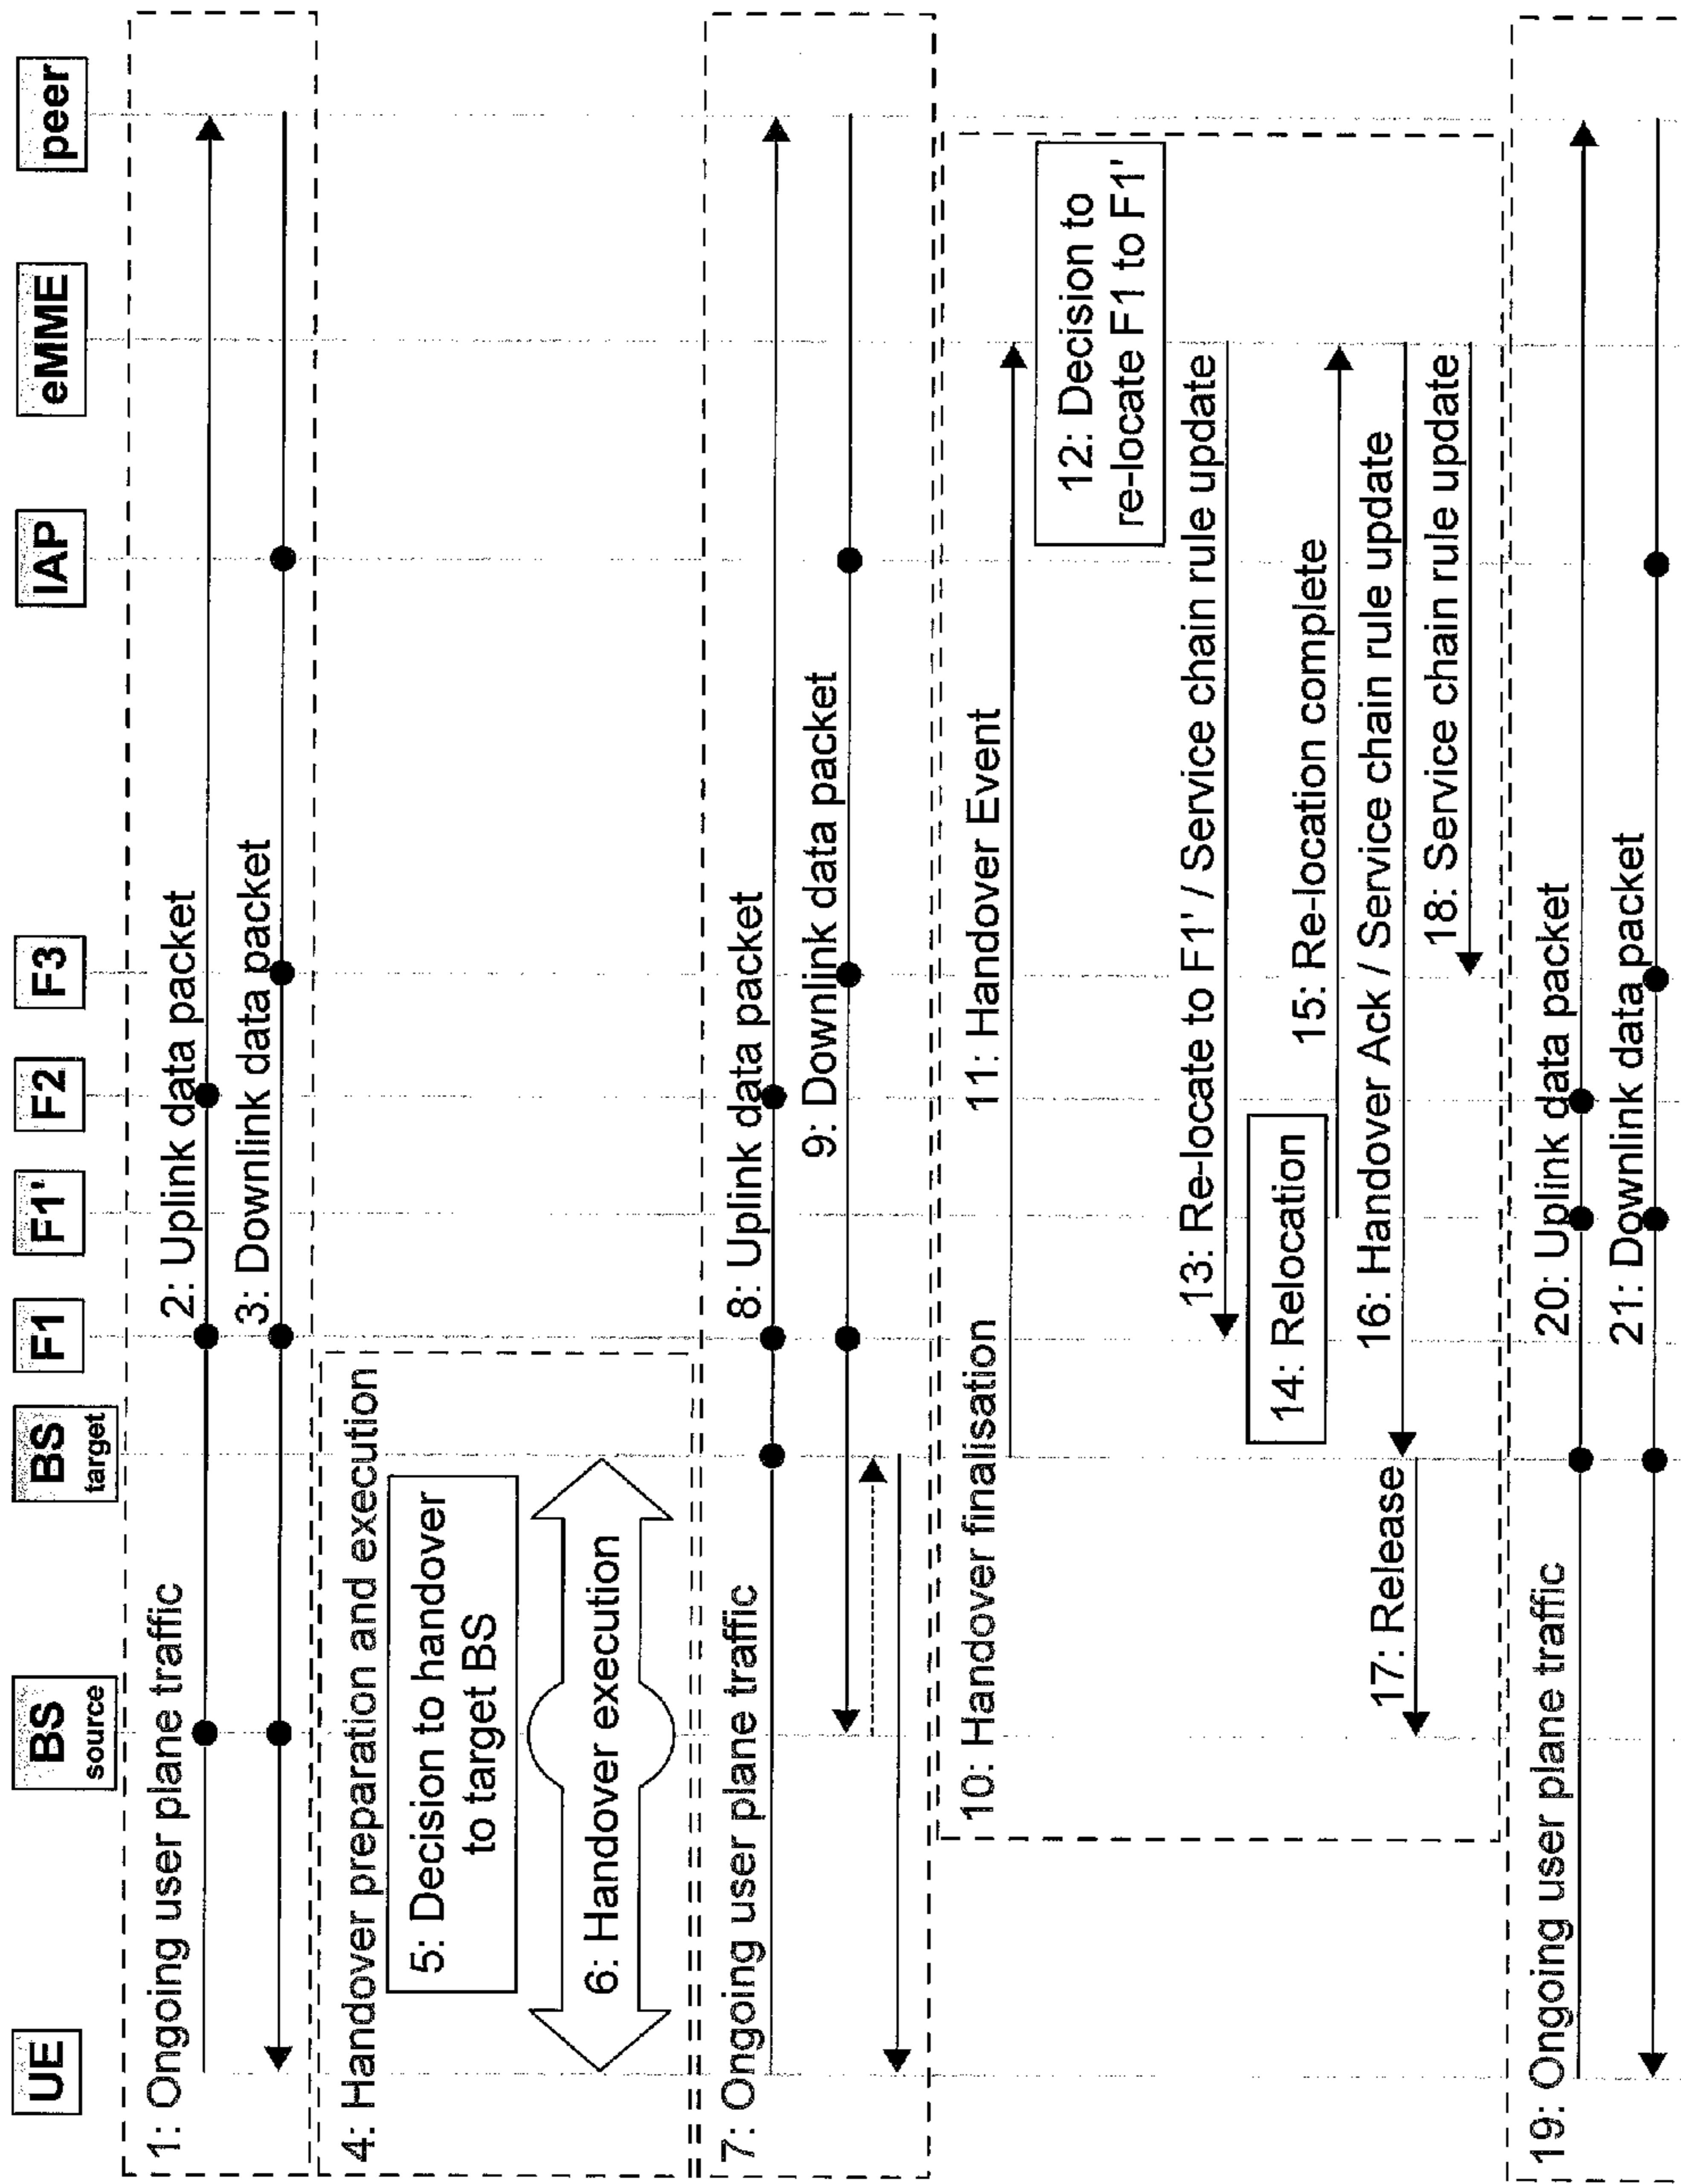 UE
BS
source
BS
target
F1
F1'
F2
F3
IAP
eMME
peer
1: Ongoing user plane traffic
2: Uplink data packet
3: Downlink data packet
4: Handover preparation and execution
5: Decision to handover
to target BS
6: Handover execution
7: Ongoing user plane traffic
8: Uplink data packet
9: Downlink data packet
10: Handover finalisation
11: Handover Event
12: Decision to
re-locate F1 to F1'
13: Re-locate to F1' / Service chain rule update
14: Relocation
15: Re-location complete
16: Handover Ack / Service chain rule update
17: Release
18: Service chain rule update
19: Ongoing user plane traffic
20: Uplink data packet
21: Downlink data packet